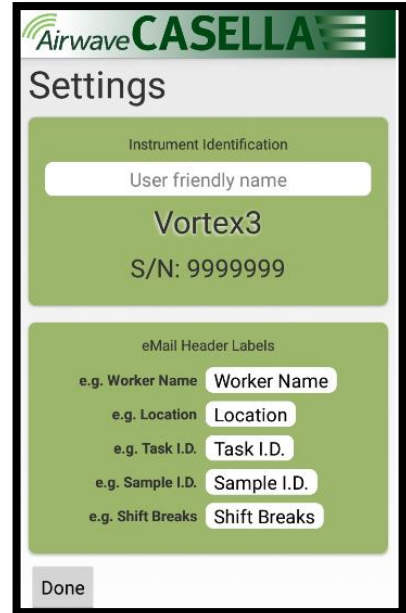 Airwave CASELLA
Settings
Instrument Identification
User friendly name
Vortex3
S/N: 9999999
eMail Header Labels
e.g. Worker Name Worker Name
e.g. Location Location
e.g. Task I.D. Task I.D.
e.g. Sample I.D. Sample I.D.
e.g. Shift Breaks Shift Breaks
Done